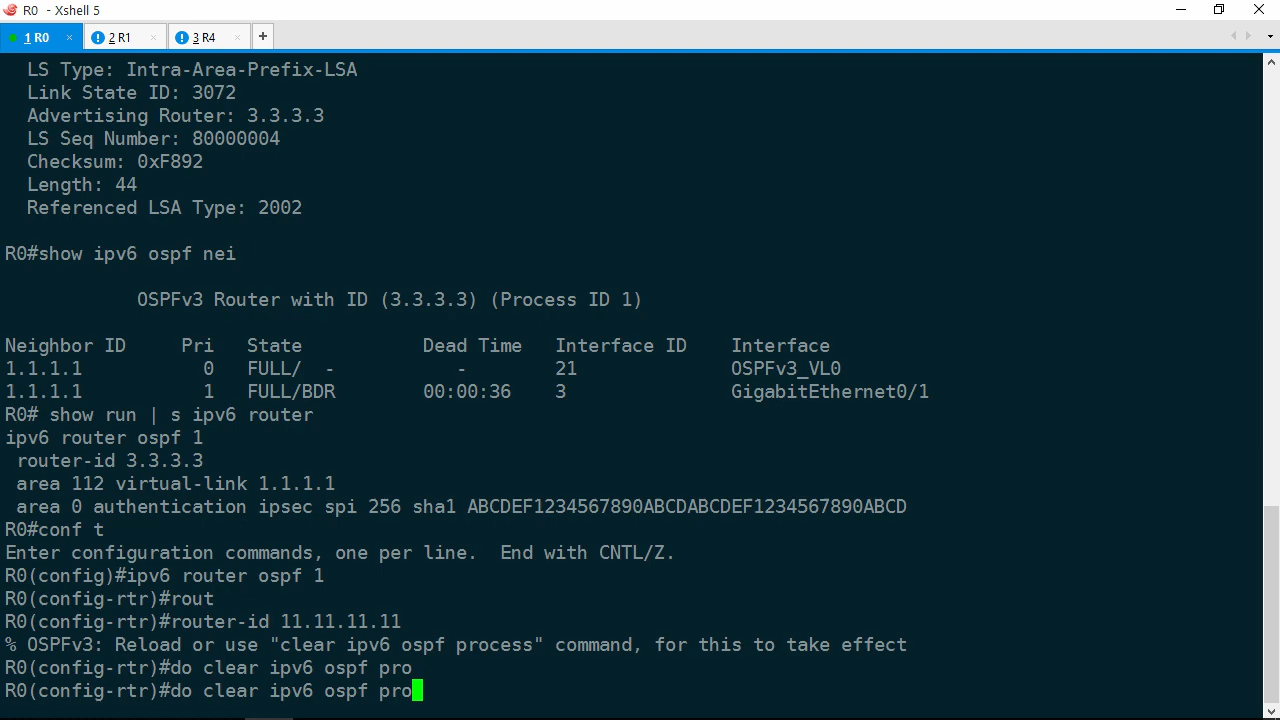 R0 - Xshell 5
1 R0 × 2 R1 × 3 R4 × +
LS Type: Intra-Area-Prefix-LSA
Link State ID: 3072
Advertising Router: 3.3.3.3
LS Seq Number: 80000004
Checksum: 0xF892
Length: 44
Referenced LSA Type: 2002
R0#show ipv6 ospf nei
OSPFv3 Router with ID (3.3.3.3) (Process ID 1)
Neighbor ID     Pri   State           Dead Time   Interface ID    Interface
1.1.1.1           0   FULL/  -           -        21              OSPFv3_VL0
1.1.1.1           1   FULL/BDR        00:00:36    3               GigabitEthernet0/1
R0# show run | s ipv6 router
ipv6 router ospf 1
router-id 3.3.3.3
area 112 virtual-link 1.1.1.1
area 0 authentication ipsec spi 256 sha1 ABCDEF1234567890ABCDABCDEF1234567890ABCD
R0#conf t
Enter configuration commands, one per line.  End with CNTL/Z.
R0(config)#ipv6 router ospf 1
R0(config-rtr)#rout
R0(config-rtr)#router-id 11.11.11.11
% OSPFv3: Reload or use "clear ipv6 ospf process" command, for this to take effect
R0(config-rtr)#do clear ipv6 ospf pro
R0(config-rtr)#do clear ipv6 ospf pro